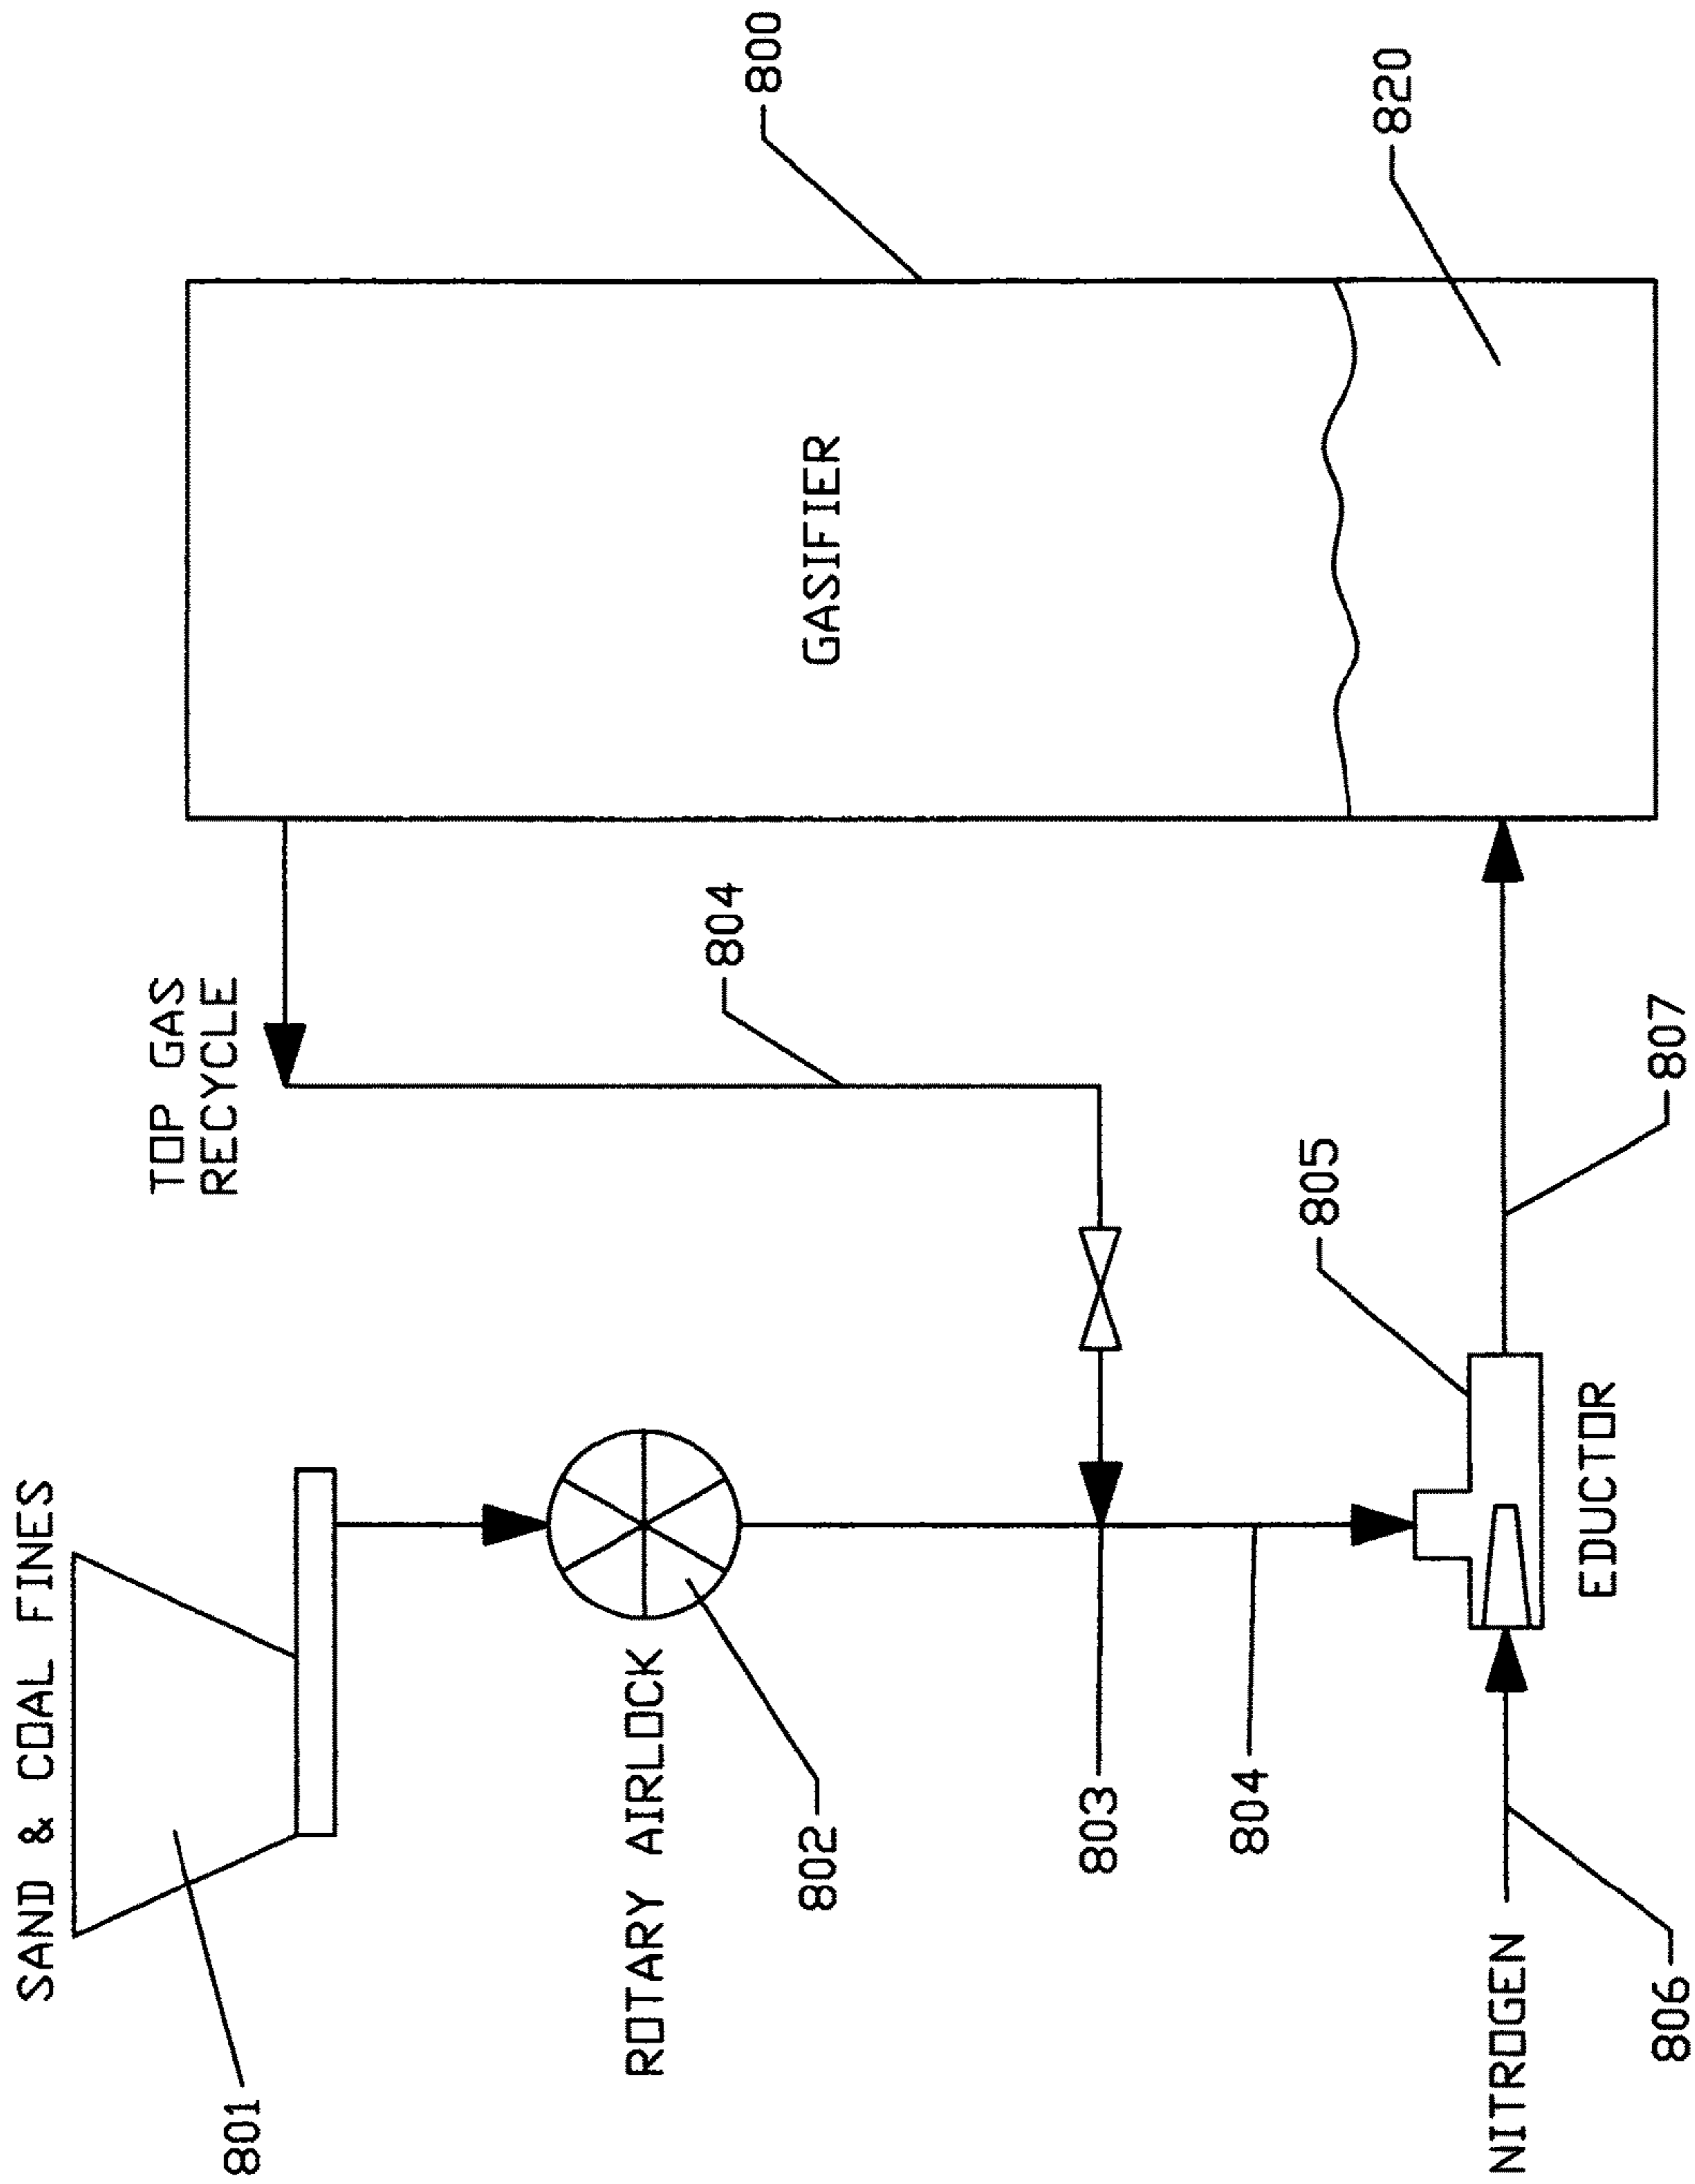 SAND & COAL FINES
801
ROTARY AIRLOCK
802
TOP GAS
RECYCLE
804
800
GASIFIER
803
804
805
820
NITROGEN
806
EDUCTOR
807